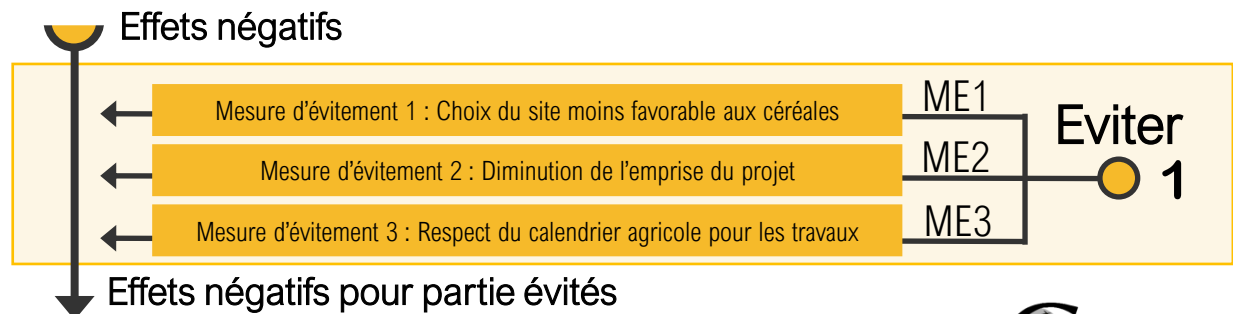 Effets négatifs
Mesure d'évitement 1 : Choix du site moins favorable aux céréales
ME1
Mesure d'évitement 2 : Diminution de l'emprise du projet
ME2
Mesure d'évitement 3 : Respect du calendrier agricole pour les travaux
ME3
Eviter
1
Effets négatifs pour partie évités